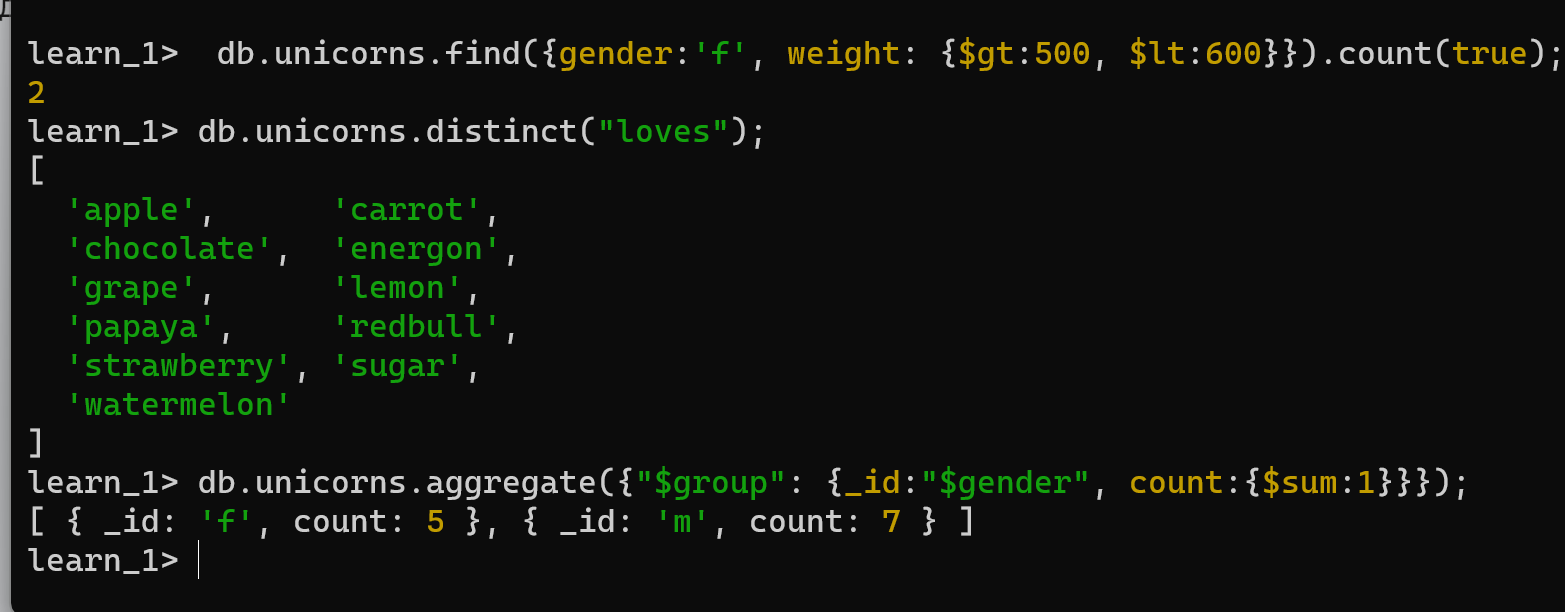 learn_1>  db.unicorns.find({gender:'f', weight: {$gt:500, $lt:600}}).count(true);
2
learn_1> db.unicorns.distinct("loves");
[
  'apple',      'carrot',
  'chocolate',  'energon',
  'grape',      'lemon',
  'papaya',     'redbull',
  'strawberry', 'sugar',
  'watermelon'
]
learn_1> db.unicorns.aggregate({"$group": {_id:"$gender", count:{$sum:1}}});
[ { _id: 'f', count: 5 }, { _id: 'm', count: 7 } ]
learn_1>